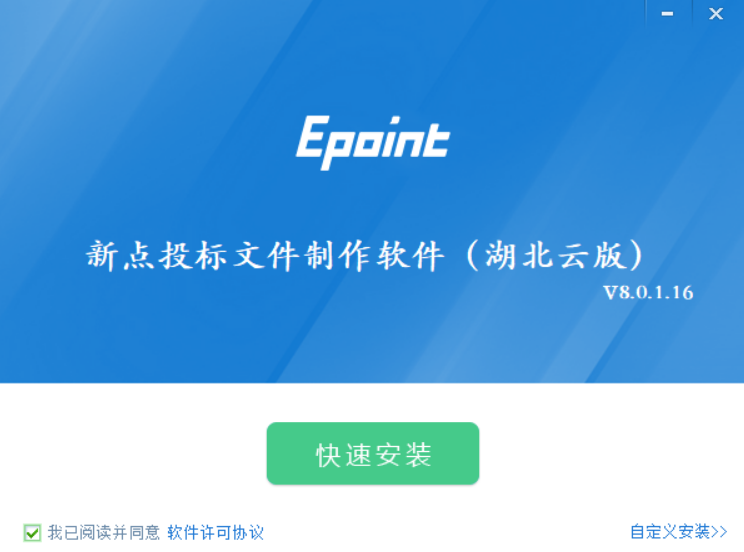 Epoint
新点投标文件制作软件（湖北云版）
V8.0.1.16
快速安装
我已阅读并同意 软件许可协议
自定义安装>>